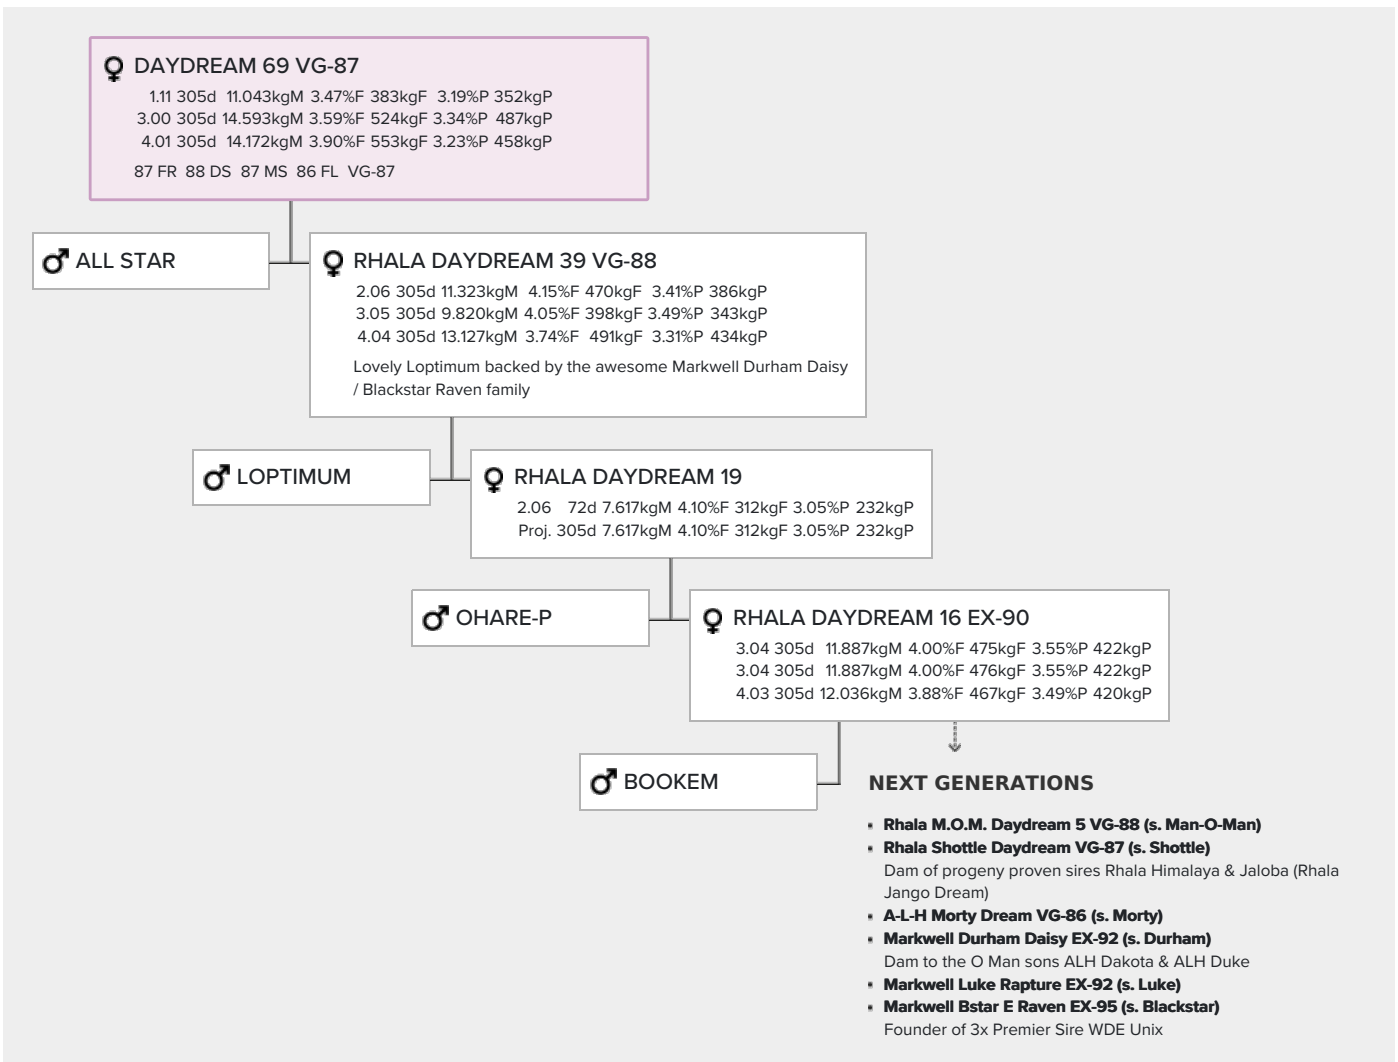 DAYDREAM 69 VG-87
1.11 305d 11.043kgM 3.47%F 383kgF 3.19%P 352kgP
3.00 305d 14.593kgM 3.59%F 524kgF 3.34%P 487kgP
4.01 305d 14.172kgM 3.90%F 553kgF 3.23%P 458kgP
87 FR 88 DS 87 MS 86 FL VG-87
ALL STAR
RHALA DAYDREAM 39 VG-88
2.06 305d 11.323kgM 4.15%F 470kgF 3.41%P 386kgP
3.05 305d 9.820kgM 4.05%F 398kgF 3.49%P 343kgP
4.04 305d 13.127kgM 3.74%F 491kgF 3.31%P 434kgP
Lovely Loptimum backed by the awesome Markwell Durham Daisy
/ Blackstar Raven family
LOPTIMUM
RHALA DAYDREAM 19
2.06 72d 7.617kgM 4.10%F 312kgF 3.05%P 232kgP
Proj. 305d 7.617kgM 4.10%F 312kgF 3.05%P 232kgP
OHARE-P
RHALA DAYDREAM 16 EX-90
3.04 305d 11.887kgM 4.00%F 475kgF 3.55%P 422kgP
3.04 305d 11.887kgM 4.00%F 476kgF 3.55%P 422kgP
4.03 305d 12.036kgM 3.88%F 467kgF 3.49%P 420kgP
BOOKEM
NEXT GENERATIONS
▪ Rhala M.O.M. Daydream 5 VG-88 (s. Man-O-Man)
▪ Rhala Shottle Daydream VG-87 (s. Shottle)
Dam of progeny proven sires Rhala Himalaya & Jaloba (Rhala
Jango Dream)
▪ A-L-H Morty Dream VG-86 (s. Morty)
▪ Markwell Durham Daisy EX-92 (s. Durham)
Dam to the O Man sons ALH Dakota & ALH Duke
▪ Markwell Luke Rapture EX-92 (s. Luke)
▪ Markwell Bstar E Raven EX-95 (s. Blackstar)
Founder of 3x Premier Sire WDE Unix